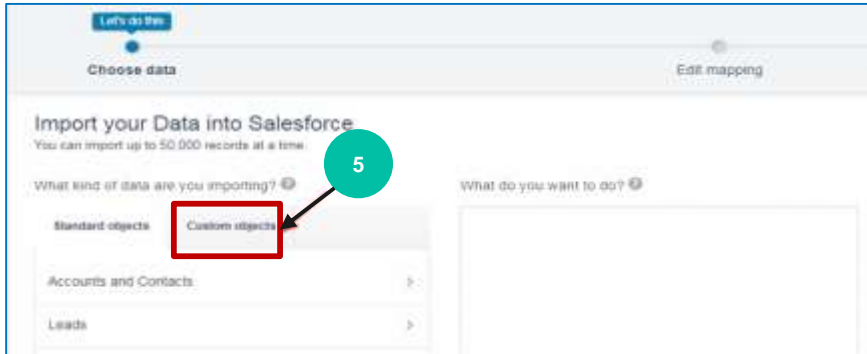 Let's do this
Choose data
Edit mapping
Import your Data into Salesforce
You can import up to 50,000 records at a time.
5
What kind of data are you importing? ?
What do you want to do? ?
Standard objects
Custom objects
Accounts and Contacts
Leads